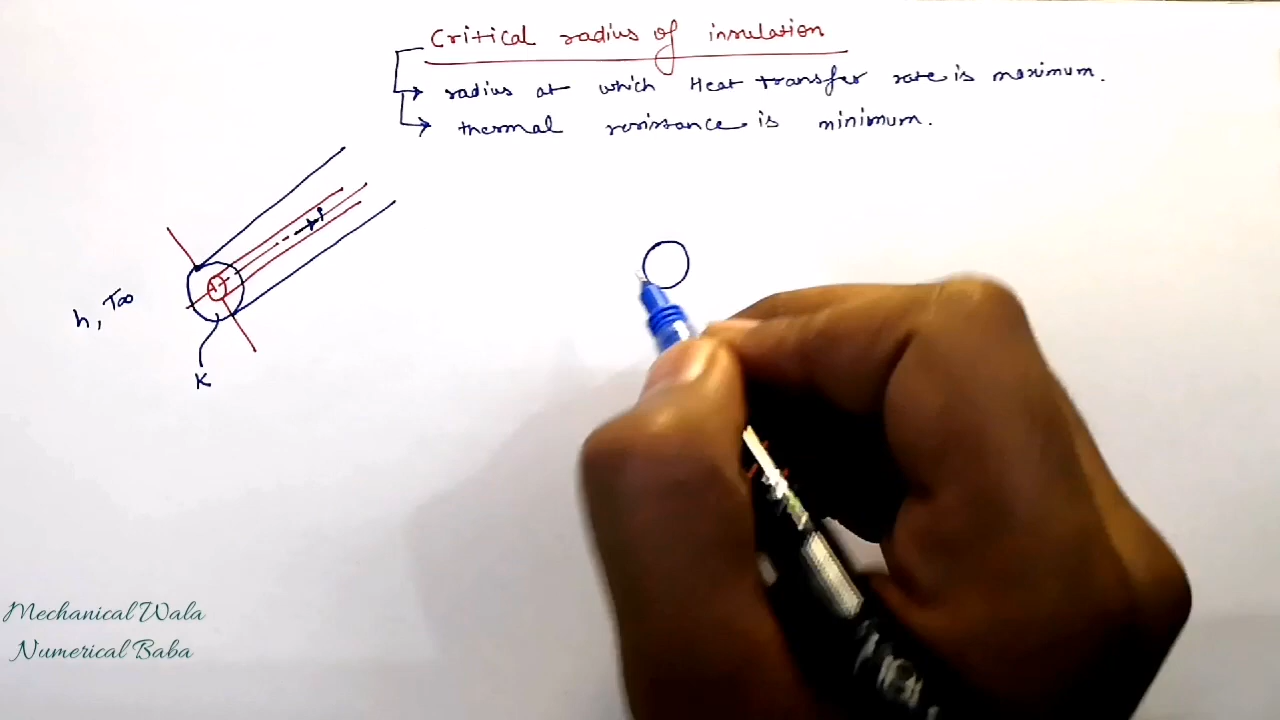 Critical radius of insulation
radius at which Heat transfer rate is maximum.
thermal resistance is minimum.
i
h, T∞
K
Mechanical Wala
Numerical Baba